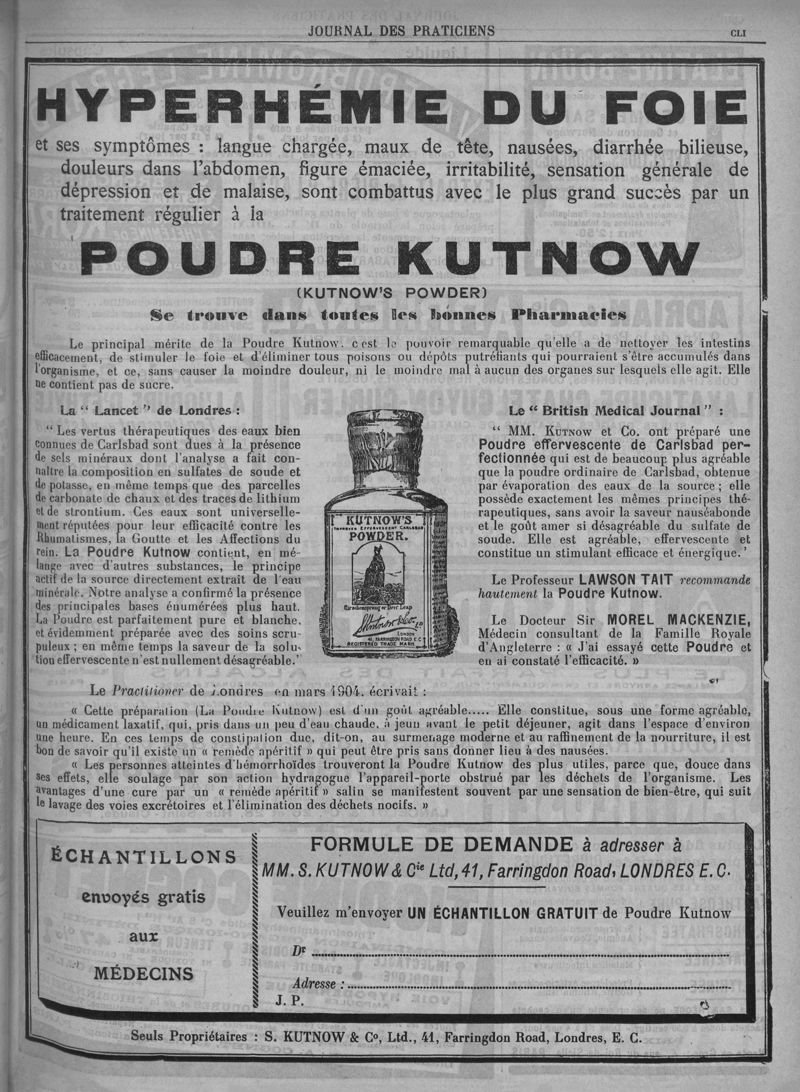 JOURNAL DES PRATICIENS
CLI
HYPERHÉMIE DU FOIE
et ses symptômes : langue chargée, maux de tête, nausées, diarrhée bilieuse,
douleurs dans l'abdomen, figure émaciée, irritabilité, sensation générale de
dépression et de malaise, sont combattus avec le plus grand succès par un
traitement régulier à la
POUDRE KUTNOW
(KUTNOW'S POWDER)
Se trouve dans toutes les bonnes Pharmacies
Le principal mérite de la Poudre Kutnow. c'est le pouvoir remarquable qu'elle a de nettoyer les intestins
efficacement, de stimuler le foie et d'éliminer tous poisons ou dépôts putréfiants qui pourraient s'être accumulés dans
l'organisme, et ce, sans causer la moindre douleur, ni le moindre mal à aucun des organes sur lesquels elle agit. Elle
ne contient pas de sucre.
La “ Lancet ” de Londres :
“ Les vertus thérapeutiques des eaux bien
connues de Carlsbad sont dues à la présence
de sels minéraux dont l'analyse a fait con-
naître la composition en sulfates de soude et
de potasse, en même temps que des parcelles
de carbonate de chaux et des traces de lithium
et de strontium. Ces eaux sont universelle-
ment réputées pour leur efficacité contre les
Rhumatismes, la Goutte et les Affections du
rein. La Poudre Kutnow contient, en mé-
lange avec d'autres substances, le principe
actif de la source directement extrait de l'eau
minérale. Notre analyse a confirmé la présence
des principales bases énumérées plus haut.
La Poudre est parfaitement pure et blanche,
et évidemment préparée avec des soins scru-
puleux ; en même temps la saveur de la solu-
tion effervescente n'est nullement désagréable.’
KUTNOW'S
IMPROVED EFFERVESCENT CARLSBAD
POWDER.
Hirschensprung or Deer Leap
S. Kutnow & Co. Ld
LONDON
41, FARRINGDON ROAD E.C.
REGISTERED TRADE MARK
Le “ British Medical Journal ” :
“ MM. KUTNOW et Co. ont préparé une
Poudre effervescente de Carlsbad per-
fectionnée qui est de beaucoup plus agréable
que la poudre ordinaire de Carlsbad, obtenue
par évaporation des eaux de la source ; elle
possède exactement les mêmes principes thé-
rapeutiques, sans avoir la saveur nauséabonde
et le goût amer si désagréable du sulfate de
soude. Elle est agréable, effervescente et
constitue un stimulant efficace et énergique.’
Le Professeur LAWSON TAIT recommande
hautement la Poudre Kutnow.
Le Docteur Sir MOREL MACKENZIE,
Médecin consultant de la Famille Royale
d'Angleterre : « J'ai essayé cette Poudre et
en ai constaté l'efficacité. »
Le Practitioner de Londres en mars 1904, écrivait :
« Cette préparation (La Poudre Kutnow) est d'un goût agréable..... Elle constitue, sous une forme agréable,
un médicament laxatif, qui, pris dans un peu d'eau chaude, à jeun avant le petit déjeuner, agit dans l'espace d'environ
une heure. En ces temps de constipation due, dit-on, au surmenage moderne et au raffinement de la nourriture, il est
bon de savoir qu'il existe un « remède apéritif » qui peut être pris sans donner lieu à des nausées.
« Les personnes atteintes d'hémorrhoïdes trouveront la Poudre Kutnow des plus utiles, parce que, douce dans
ses effets, elle soulage par son action hydragogue l'appareil-porte obstrué par les déchets de l'organisme. Les
avantages d'une cure par un « remède apéritif » salin se manifestent souvent par une sensation de bien-être, qui suit
le lavage des voies excrétoires et l'élimination des déchets nocifs. »
ÉCHANTILLONS
envoyés gratis
aux
MÉDECINS
FORMULE DE DEMANDE à adresser à
MM. S. KUTNOW & Cie Ltd, 41, Farringdon Road, LONDRES E. C.
Veuillez m'envoyer UN ÉCHANTILLON GRATUIT de Poudre Kutnow
Dr
Adresse :
J. P.
Seuls Propriétaires : S. KUTNOW & Co, Ltd., 41, Farringdon Road, Londres, E. C.